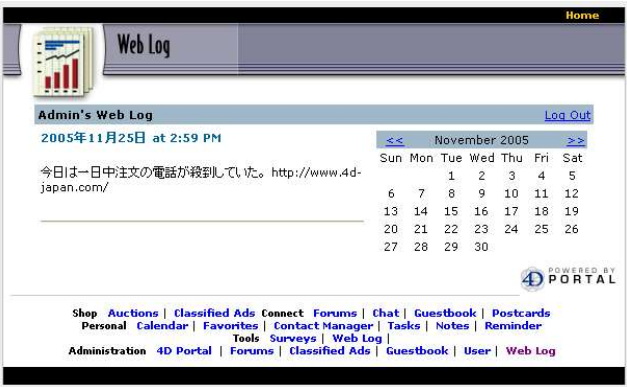 Home
Web Log
Admin's Web Log
Log Out
2005年11月25日 at 2:59 PM
今日は一日中注文の電話が殺到していた。http://www.4d-
japan.com/
<< November 2005 >>
Sun Mon Tue Wed Thu Fri Sat
1 2 3 4 5
6 7 8 9 10 11 12
13 14 15 16 17 18 19
20 21 22 23 24 25 26
27 28 29 30
4D POWERED BY
PORTAL
Shop Auctions | Classified Ads Connect Forums | Chat | Guestbook | Postcards
Personal Calendar | Favorites | Contact Manager | Tasks | Notes | Reminder
Tools Surveys | Web Log |
Administration 4D Portal | Forums | Classified Ads | Guestbook | User | Web Log